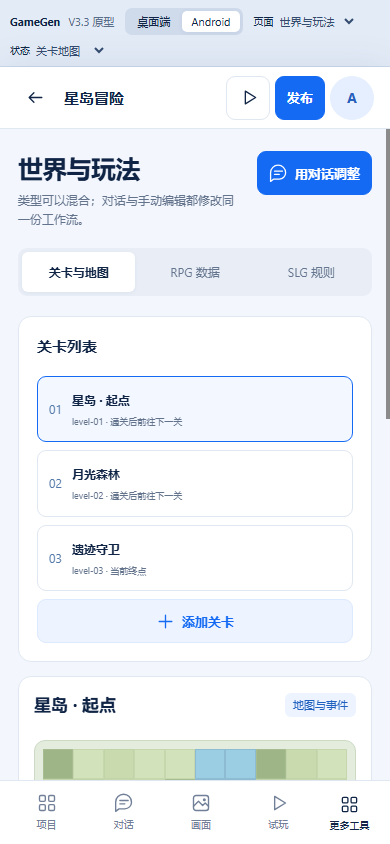 GameGen V3.3 原型 桌面端 Android 页面 世界与玩法
状态 关卡地图
星岛冒险 发布 A
世界与玩法
用对话调整
类型可以混合；对话与手动编辑都修改同
一份工作流。
关卡与地图 RPG 数据 SLG 规则
关卡列表
01 星岛 · 起点
level-01 · 通关后前往下一关
02 月光森林
level-02 · 通关后前往下一关
03 遗迹守卫
level-03 · 当前终点
添加关卡
星岛 · 起点 地图与事件
项目 对话 画面 试玩 更多工具